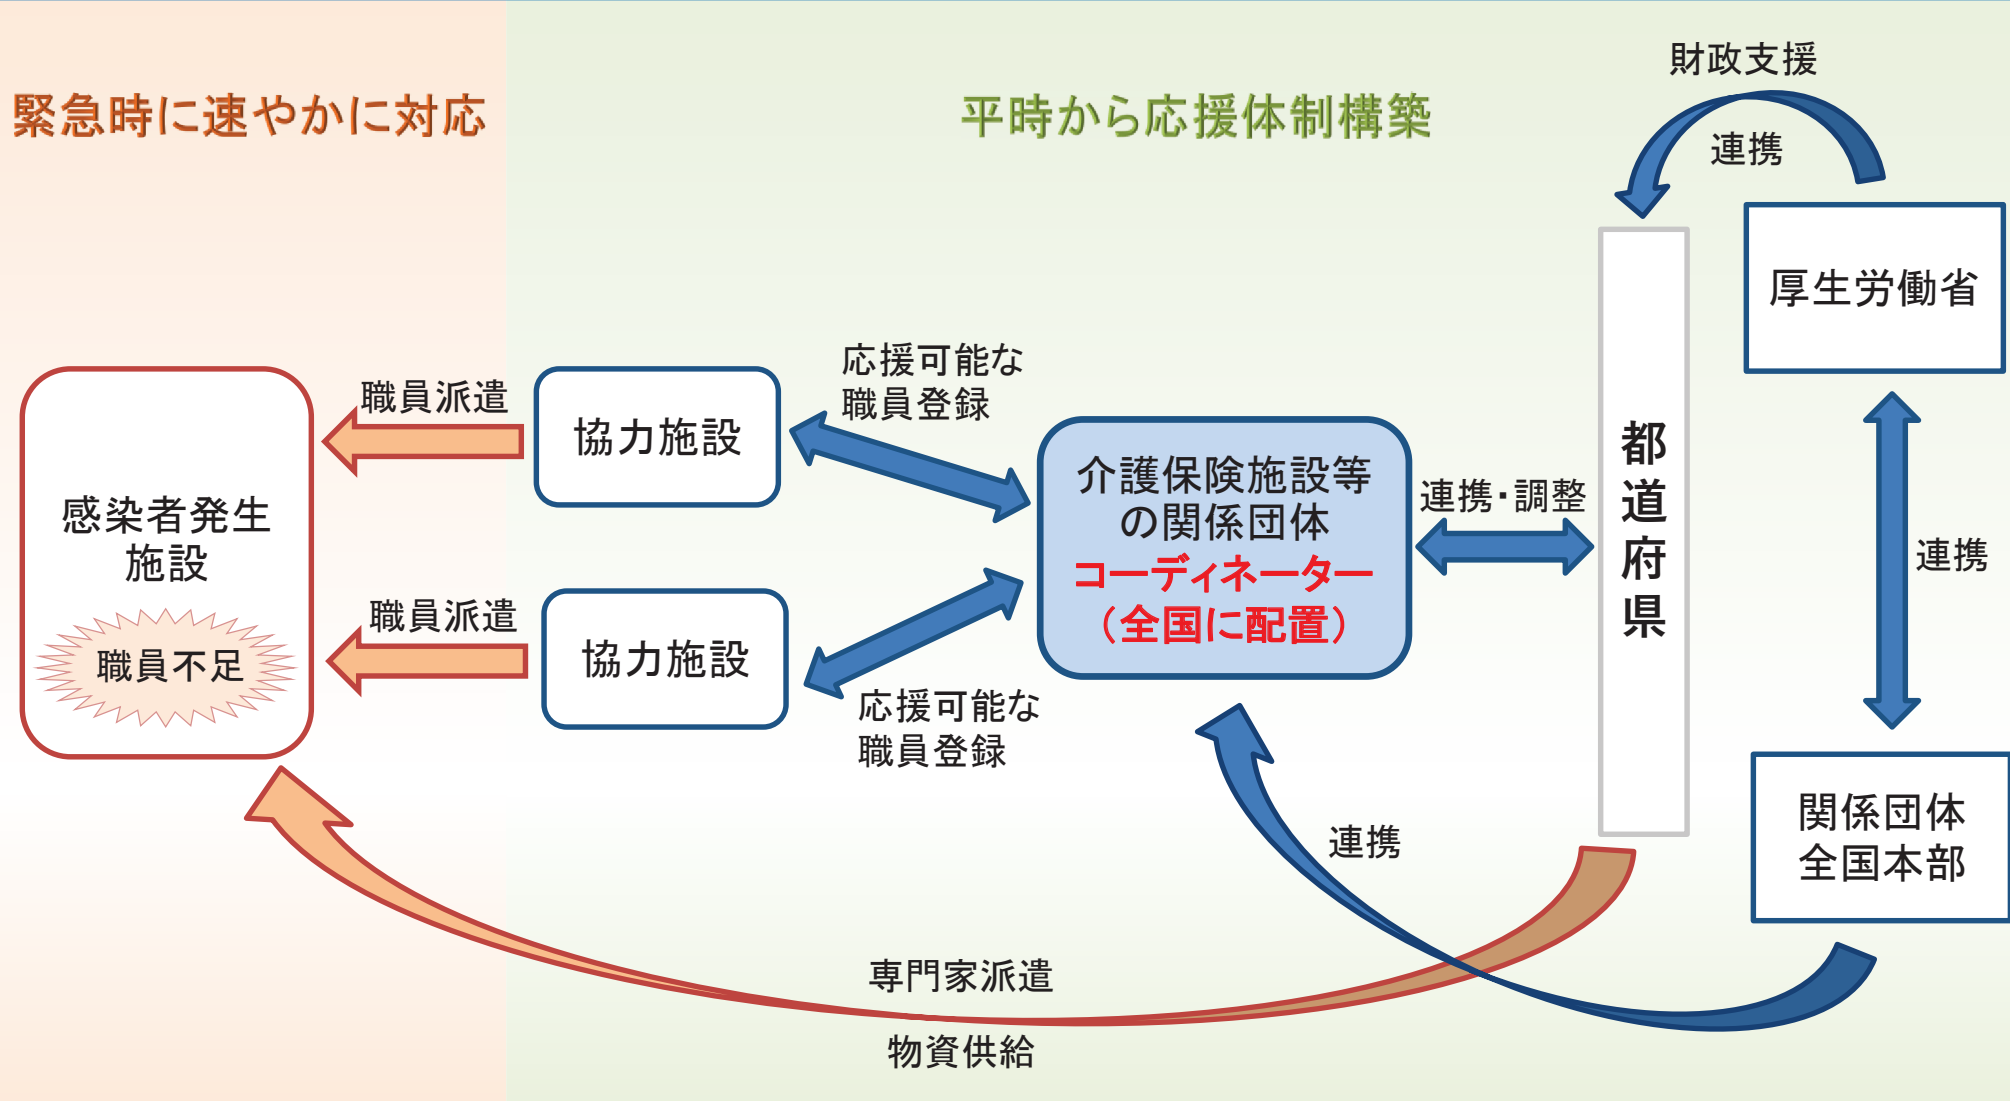 緊急時に速やかに対応
平時から応援体制構築
財政支援
連携
厚生労働省
応援可能な
職員登録
職員派遣
協力施設
介護保険施設等
の関係団体
コーディネーター
(全国に配置)
連携・調整
都道府県
感染者発生
施設
職員不足
職員派遣
協力施設
応援可能な
職員登録
連携
関係団体
全国本部
連携
専門家派遣
物資供給